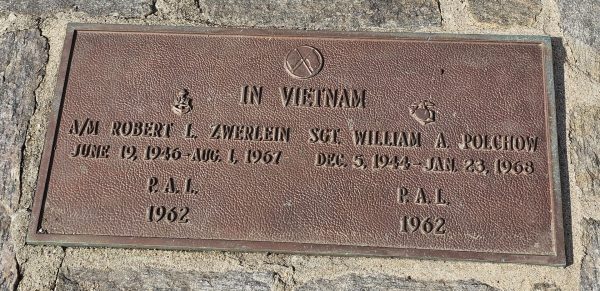 IN VIETNAM
A/M ROBERT L. ZWERLEIN
JUNE 19, 1946-AUG. 1, 1967
P. A. L.
1962
SGT. WILLIAM A. POLCHOW
DEC. 5, 1944-JAN. 23, 1968
P. A. L.
1962